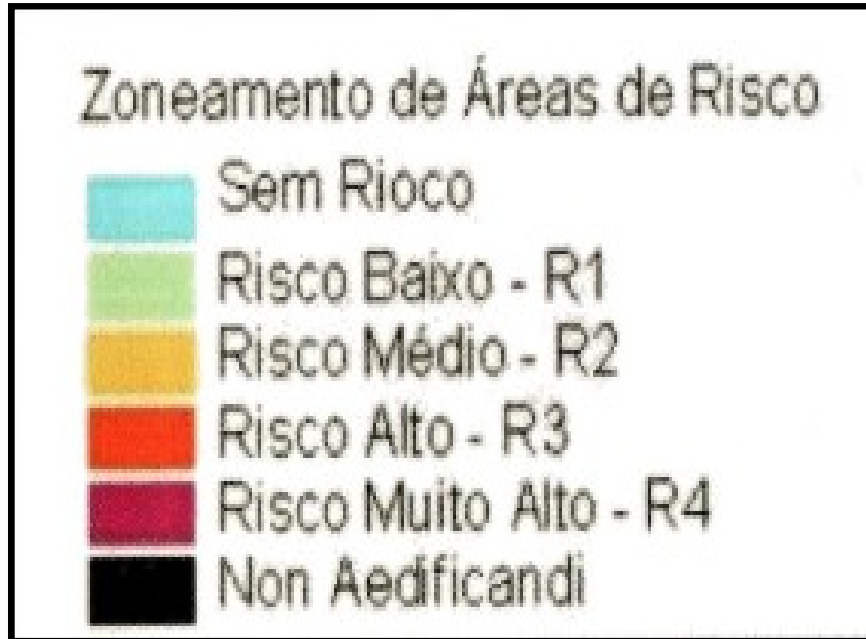 Zoneamento de Áreas de Risco
Sem Rioco
Risco Baixo - R1
Risco Médio - R2
Risco Alto - R3
Risco Muito Alto - R4
Non Aedificandi